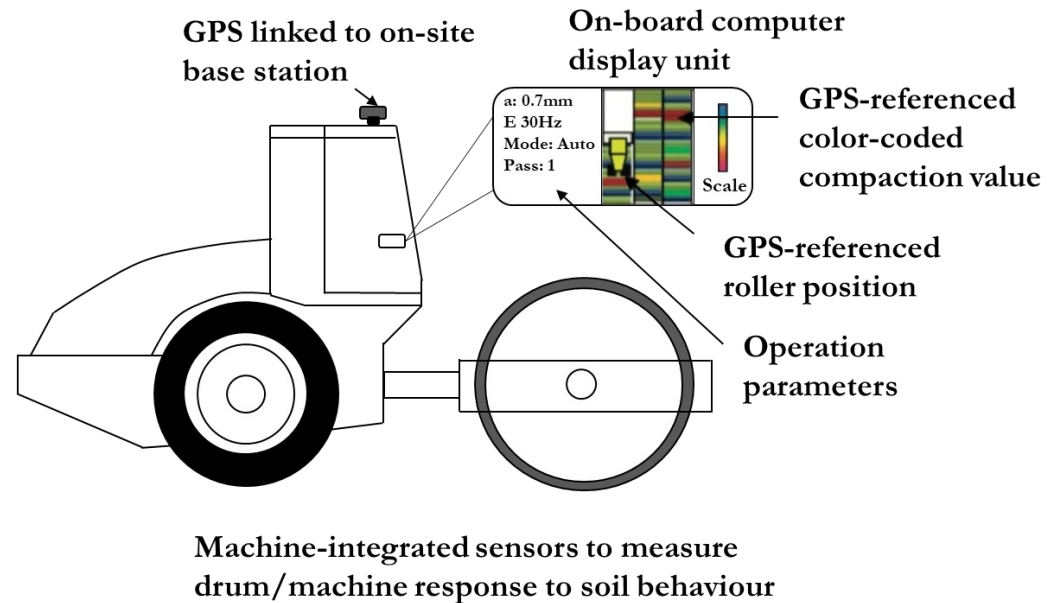 GPS linked to on-site
base station
On-board computer
display unit
a: 0.7mm
E 30Hz
Mode: Auto
Pass: 1
Scale
GPS-referenced
color-coded
compaction value
GPS-referenced
roller position
Operation
parameters
Machine-integrated sensors to measure
drum/machine response to soil behaviour